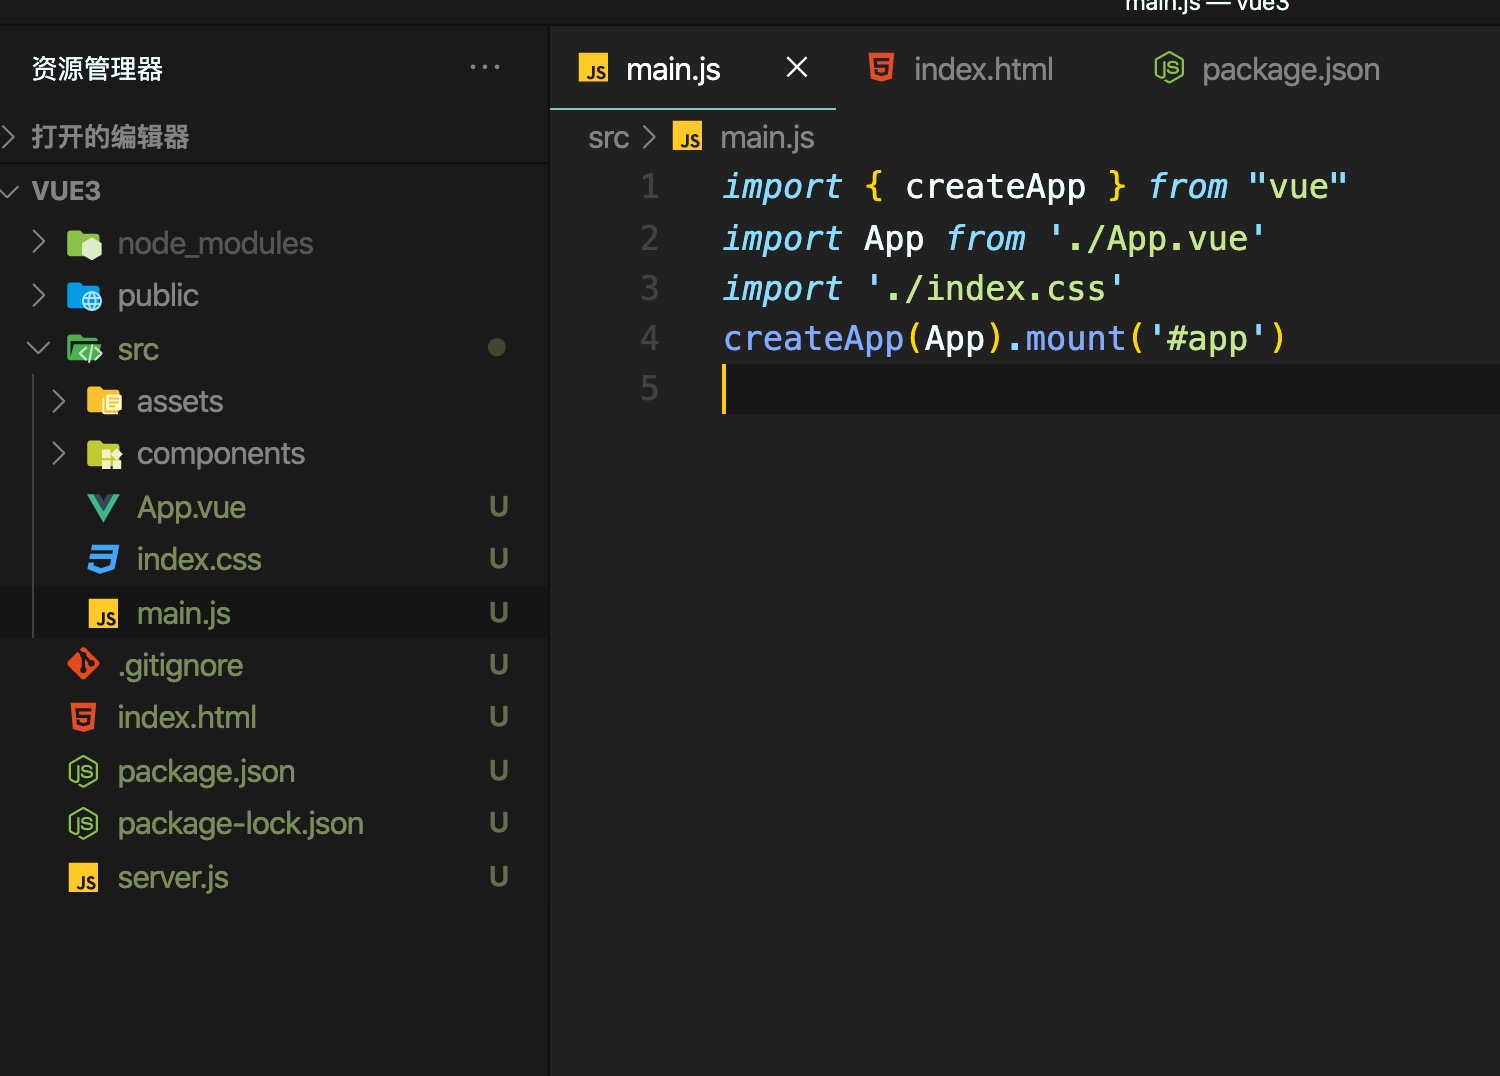 main.js — vue3
资源管理器 ···
打开的编辑器
VUE3
node_modules
public
src
assets
components
App.vue U
index.css U
main.js U
.gitignore U
index.html U
package.json U
package-lock.json U
server.js U
JS main.js × index.html package.json
src > JS main.js
1 import { createApp } from "vue"
2 import App from './App.vue'
3 import './index.css'
4 createApp(App).mount('#app')
5